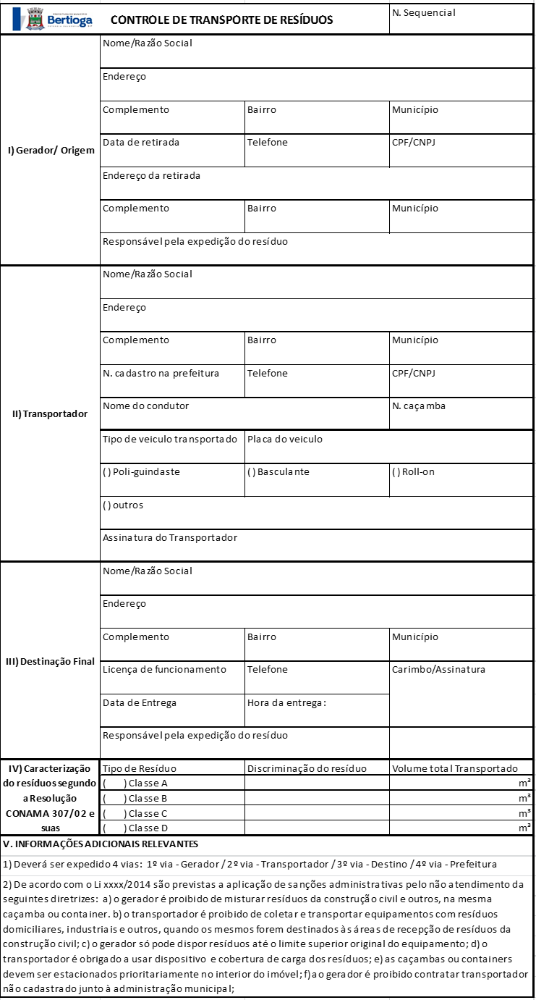 Bertioga
CONTROLE DE TRANSPORTE DE RESÍDUOS
N. Sequencial
I) Gerador/ Origem
Nome/Razão Social
Endereço
Complemento Bairro Município
Data de retirada Telefone CPF/CNPJ
Endereço da retirada
Complemento Bairro Município
Responsável pela expedição do resíduo
II) Transportador
Nome/Razão Social
Endereço
Complemento Bairro Município
N. cadastro na prefeitura Telefone CPF/CNPJ
Nome do condutor N. caçamba
Tipo de veiculo transportado Placa do veiculo
( ) Poli-guindaste ( ) Basculante ( ) Roll-on
( ) outros
Assinatura do Transportador
III) Destinação Final
Nome/Razão Social
Endereço
Complemento Bairro Município
Licença de funcionamento Telefone Carimbo/Assinatura
Data de Entrega Hora da entrega:
Responsável pela expedição do resíduo
IV) Caracterização
do resíduos segundo
a Resolução
CONAMA 307/02 e
suas
Tipo de Resíduo Discriminação do resíduo Volume total Transportado
( ) Classe A m³
( ) Classe B m³
( ) Classe C m³
( ) Classe D m³
V. INFORMAÇÕES ADICIONAIS RELEVANTES
1) Deverá ser expedido 4 vias: 1º via - Gerador / 2º via - Transportador / 3º via - Destino / 4º via - Prefeitura
2) De acordo com o Li xxxx/2014 são previstas a aplicação de sanções administrativas pelo não atendimento da
seguintes diretrizes: a) o gerador é proibido de misturar resíduos da construção civil e outros, na mesma
caçamba ou container. b) o transportador é proibido de coletar e transportar equipamentos com resíduos
domiciliares, industriais e outros, quando os mesmos forem destinados às áreas de recepção de resíduos da
construção civil; c) o gerador só pode dispor resíduos até o limite superior original do equipamento; d) o
transportador é obrigado a usar dispositivo e cobertura de carga dos resíduos; e) as caçambas ou containers
devem ser estacionados prioritariamente no interior do imóvel; f) ao gerador é proibido contratar transportador
não cadastrado junto à administração municipal;